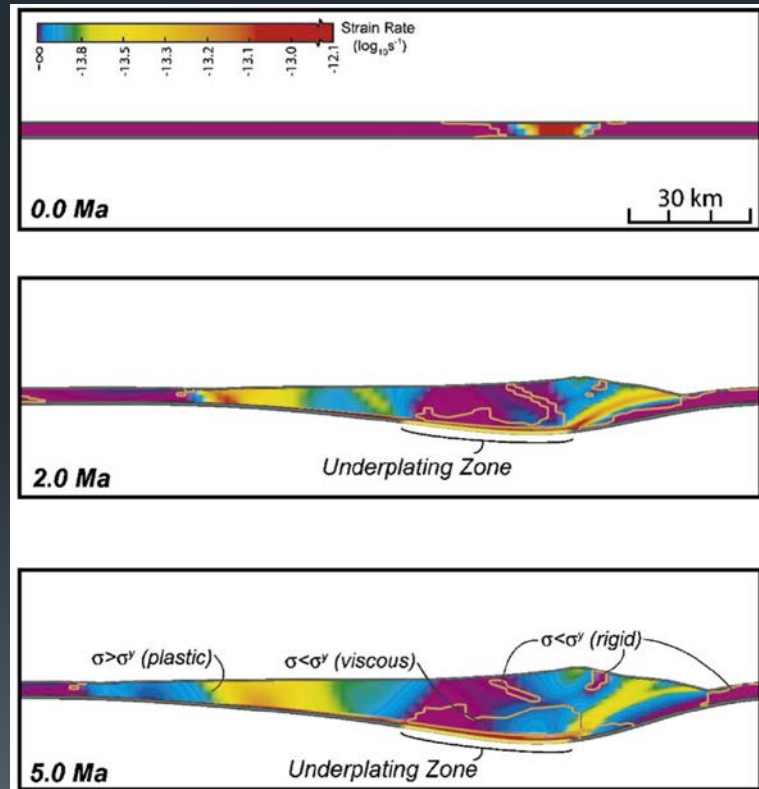 Strain Rate
(log₁₀s⁻¹)
-∞
-13.8
-13.5
-13.3
-13.2
-13.1
-13.0
-12.1
0.0 Ma
30 km
Underplating Zone
2.0 Ma
σ>σʸ (plastic)
σ<σʸ (viscous)
σ<σʸ (rigid)
Underplating Zone
5.0 Ma